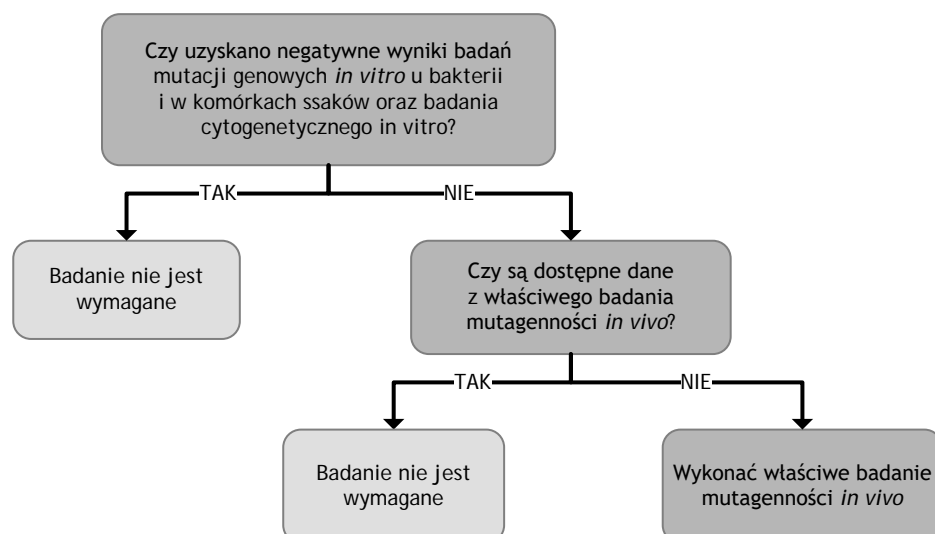 Czy uzyskano negatywne wyniki badań
mutacji genowych in vitro u bakterii
i w komórkach ssaków oraz badania
cytogenetycznego in vitro?
TAK
NIE
Badanie nie jest
wymagane
Czy są dostępne dane
z właściwego badania
mutagenności in vivo?
TAK
NIE
Badanie nie jest
wymagane
Wykonać właściwe badanie
mutagenności in vivo